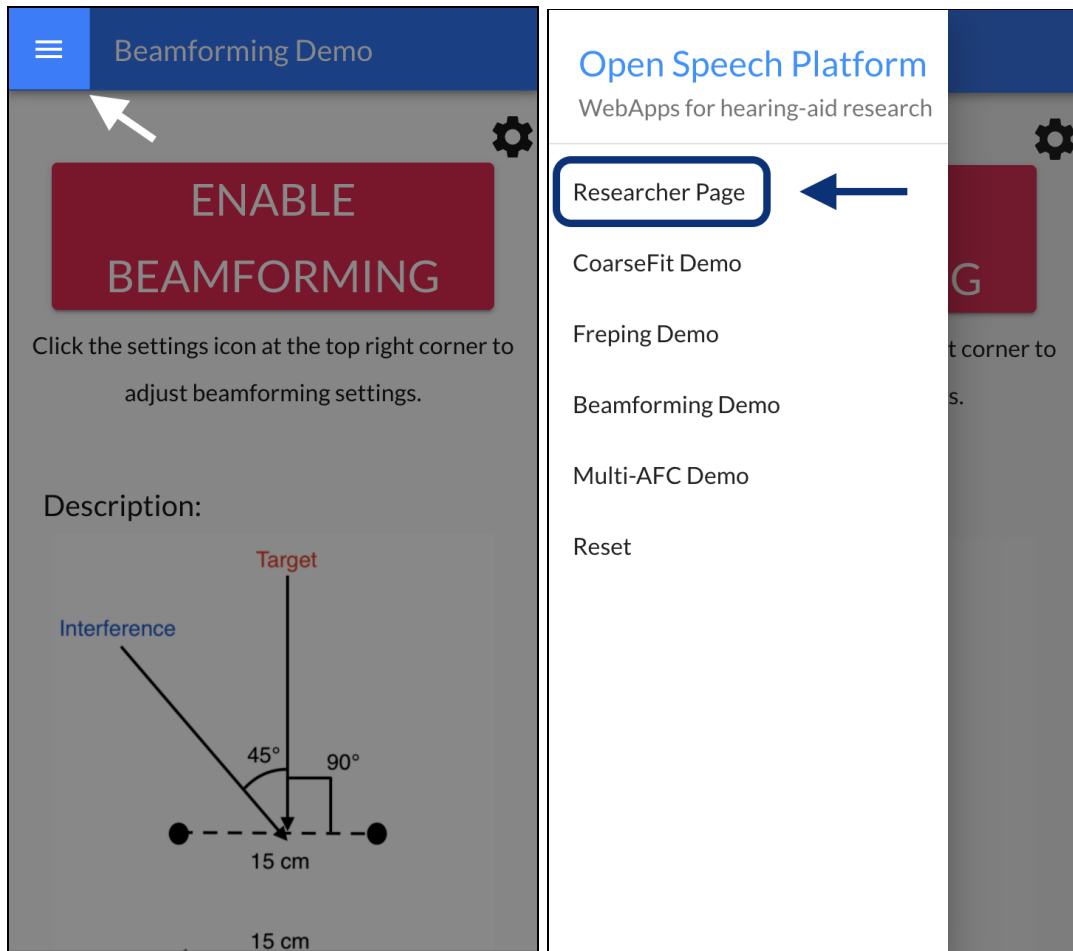 Beamforming Demo
ENABLE
BEAMFORMING
Click the settings icon at the top right corner to
adjust beamforming settings.
Description:
Target
Interference
45°
90°
15 cm
15 cm
Open Speech Platform
WebApps for hearing-aid research
Researcher Page
CoarseFit Demo
Freping Demo
Beamforming Demo
Multi-AFC Demo
Reset
G
t corner to
s.